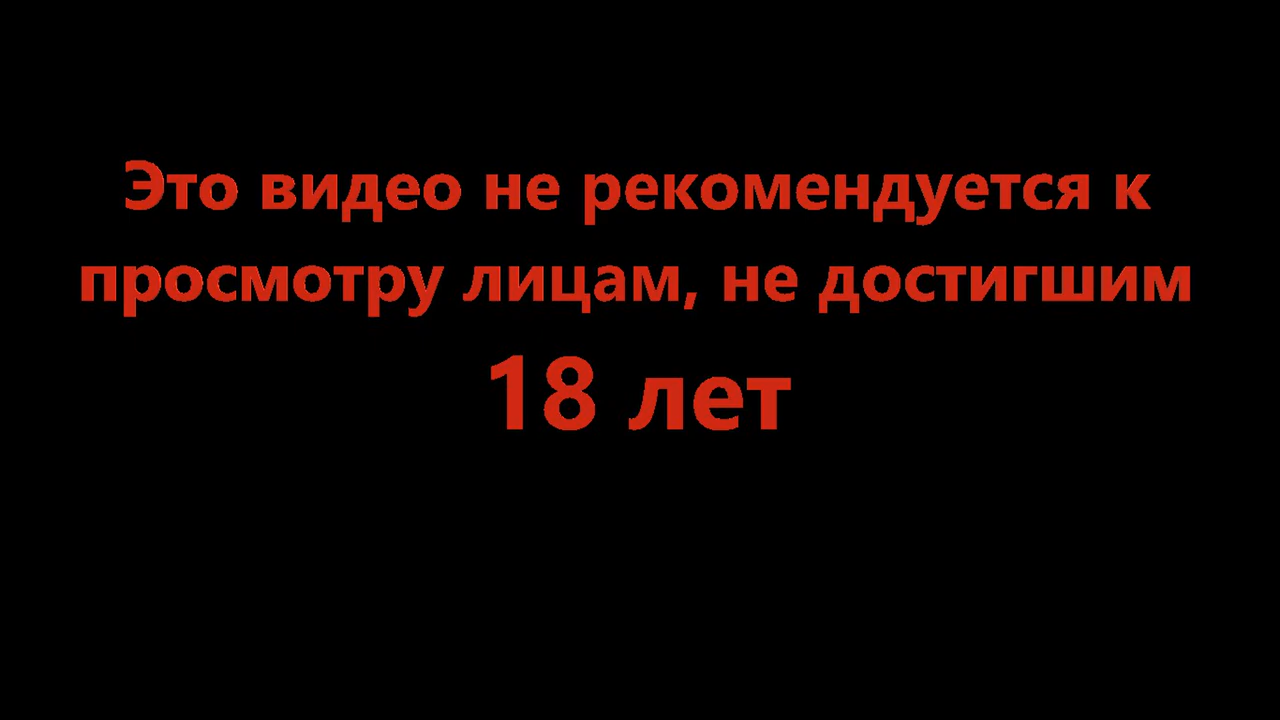 Это видео не рекомендуется к
просмотру лицам, не достигшим
18 лет